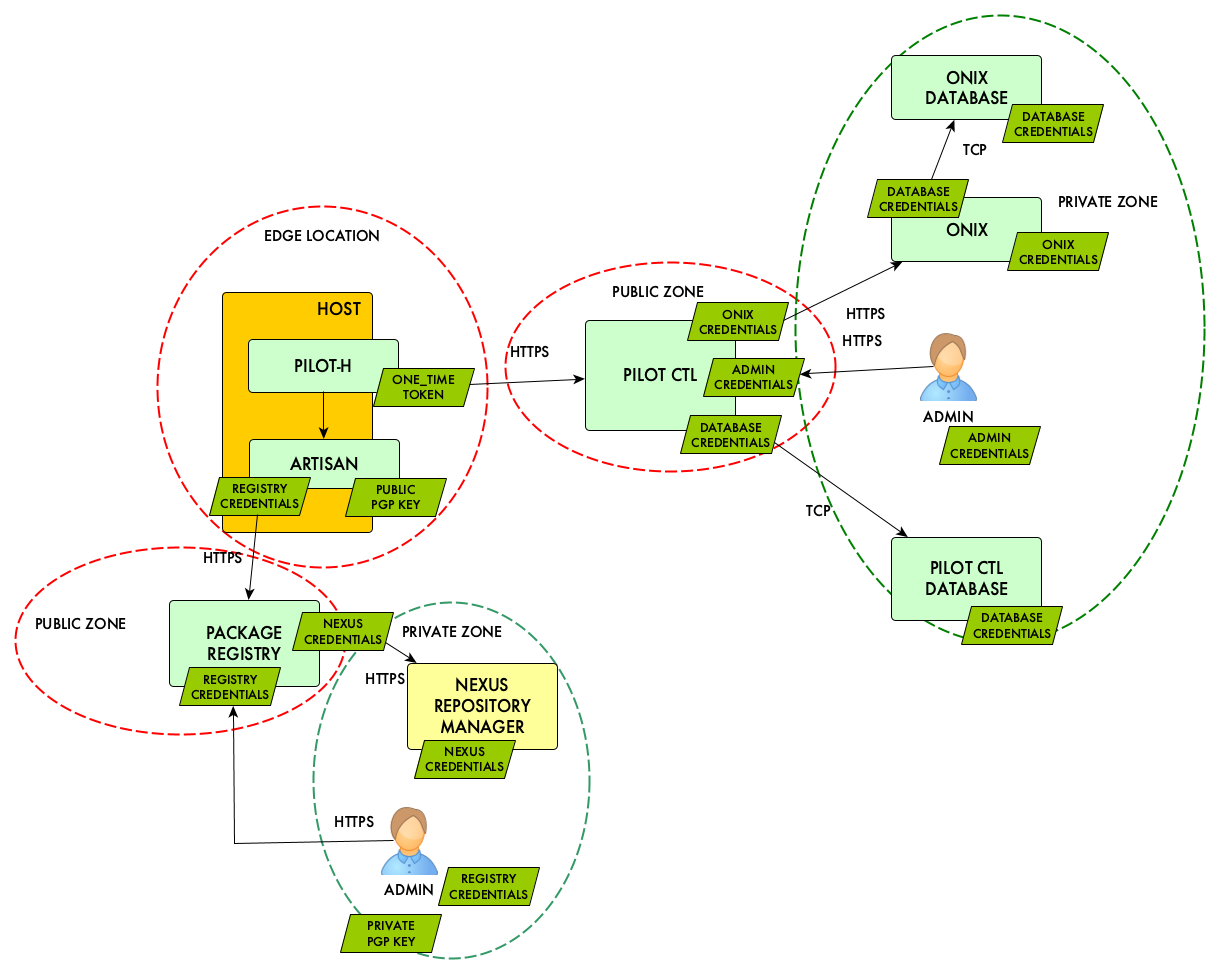 ONIX
DATABASE
DATABASE
CREDENTIALS
TCP
DATABASE
CREDENTIALS
PRIVATE ZONE
ONIX
ONIX
CREDENTIALS
EDGE LOCATION
HOST
PILOT-H
ONE_TIME
TOKEN
ARTISAN
REGISTRY
CREDENTIALS
PUBLIC
PGP KEY
HTTPS
PUBLIC ZONE
ONIX
CREDENTIALS
HTTPS
HTTPS
HTTPS
PILOT CTL
ADMIN
CREDENTIALS
DATABASE
CREDENTIALS
ADMIN
ADMIN
CREDENTIALS
TCP
PILOT CTL
DATABASE
DATABASE
CREDENTIALS
PUBLIC ZONE
PACKAGE
REGISTRY
NEXUS
CREDENTIALS
REGISTRY
CREDENTIALS
PRIVATE ZONE
HTTPS
NEXUS
REPOSITORY
MANAGER
NEXUS
CREDENTIALS
HTTPS
ADMIN
REGISTRY
CREDENTIALS
PRIVATE
PGP KEY